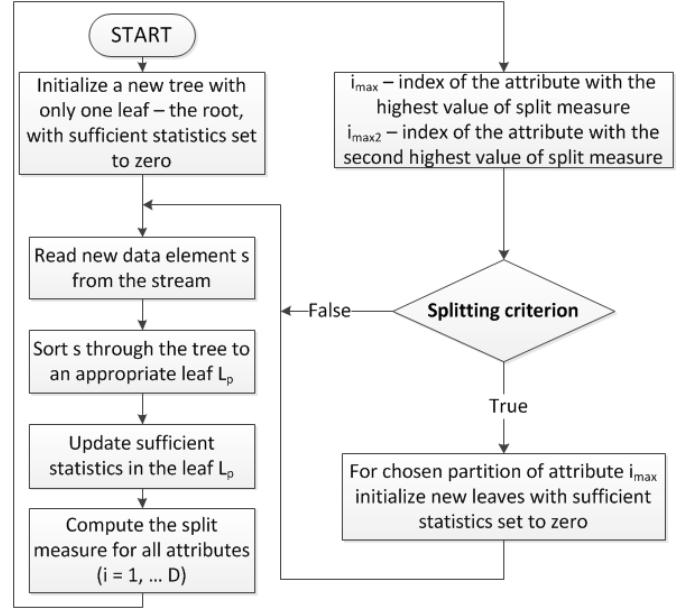 START
Initialize a new tree with
only one leaf – the root,
with sufficient statistics set
to zero
Read new data element s
from the stream
Sort s through the tree to
an appropriate leaf Lₚ
Update sufficient
statistics in the leaf Lₚ
Compute the split
measure for all attributes
(i = 1, ... D)
iₘₐₓ – index of the attribute with the
highest value of split measure
iₘₐₓ₂ – index of the attribute with the
second highest value of split measure
Splitting criterion
False
True
For chosen partition of attribute iₘₐₓ
initialize new leaves with sufficient
statistics set to zero